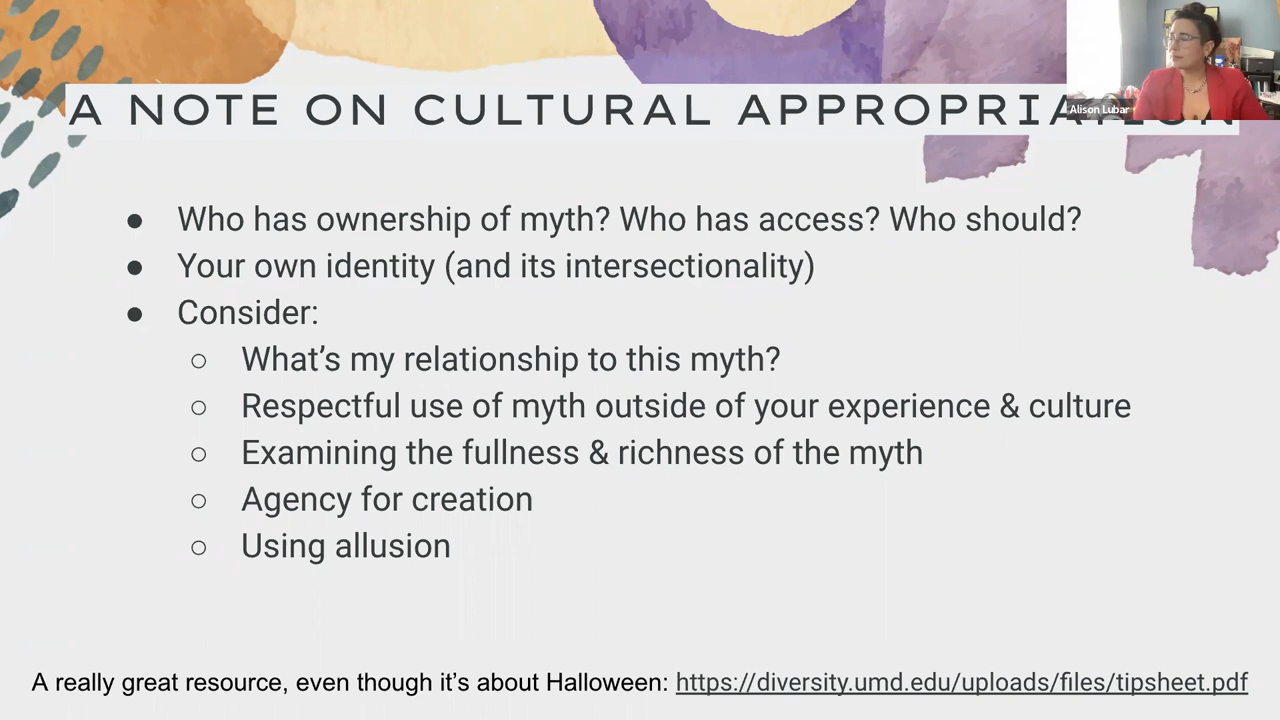 A NOTE ON CULTURAL APPROPRIATION
Alison Lubar
● Who has ownership of myth? Who has access? Who should?
● Your own identity (and its intersectionality)
● Consider:
○ What’s my relationship to this myth?
○ Respectful use of myth outside of your experience & culture
○ Examining the fullness & richness of the myth
○ Agency for creation
○ Using allusion
A really great resource, even though it’s about Halloween: https://diversity.umd.edu/uploads/files/tipsheet.pdf